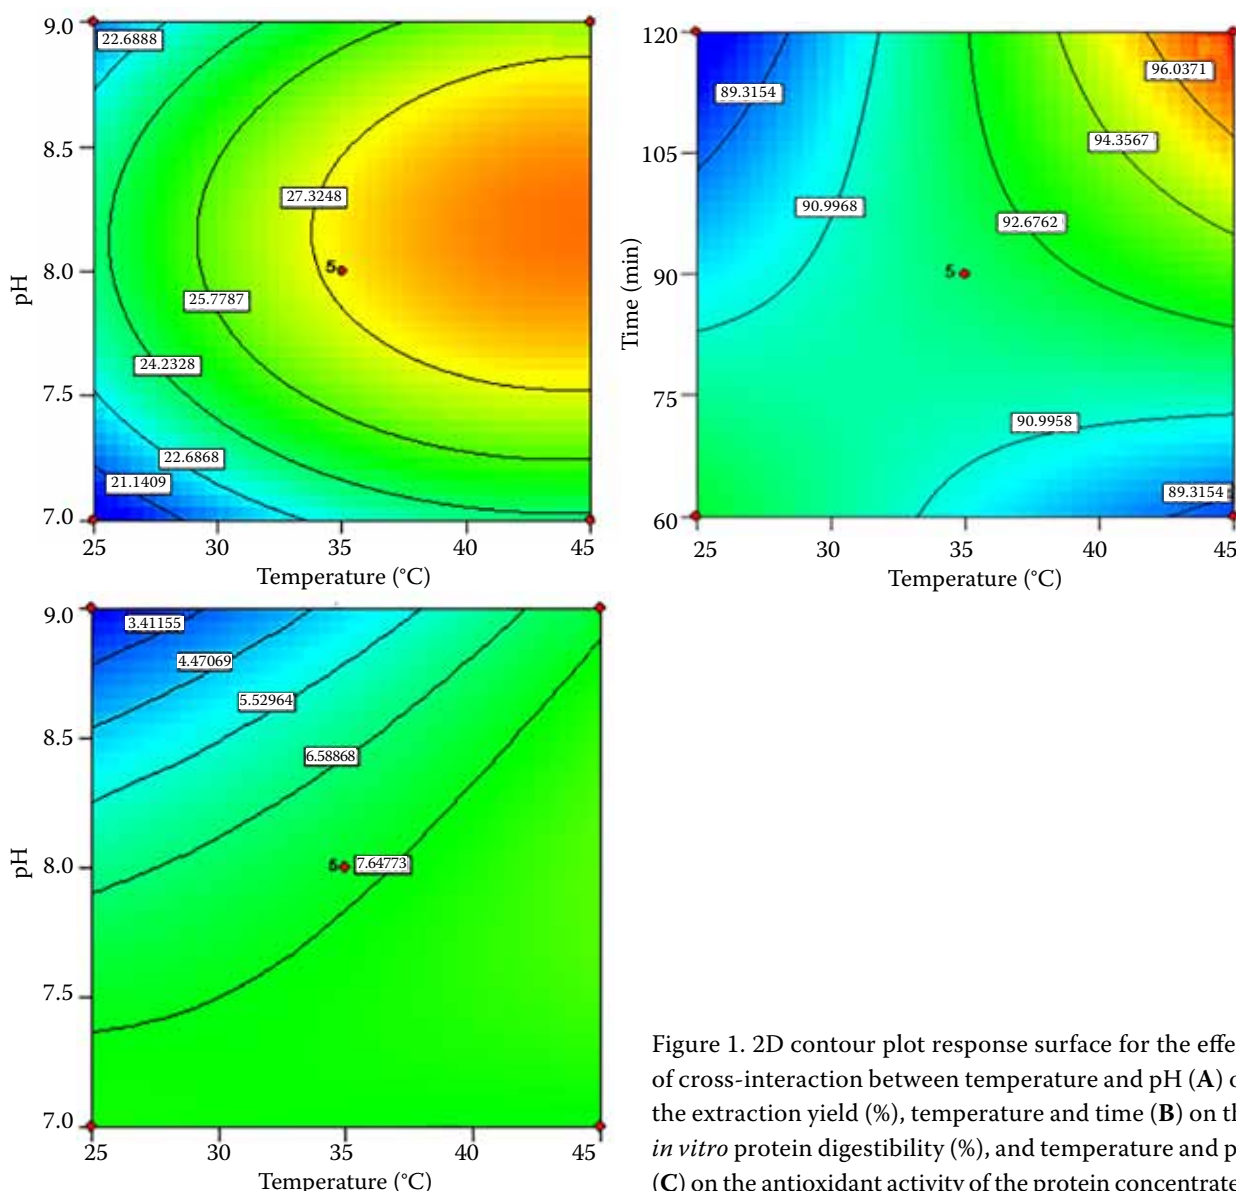 9.0
22.6888
8.5
27.3248
8.0
5
25.7787
24.2328
7.5
22.6868
21.1409
7.0
25 30 35 40 45
pH
Temperature (°C)
120
96.0371
89.3154
94.3567
105
90.9968
92.6762
90
5
75
90.9958
89.3154
60
25 30 35 40 45
Time (min)
Temperature (°C)
9.0
3.41155
4.47069
5.52964
8.5
6.58868
8.0
5
7.64773
7.5
7.0
25 30 35 40 45
pH
Temperature (°C)
Figure 1. 2D contour plot response surface for the effe
of cross-interaction between temperature and pH (A) o
the extraction yield (%), temperature and time (B) on th
in vitro protein digestibility (%), and temperature and p
(C) on the antioxidant activity of the protein concentrate